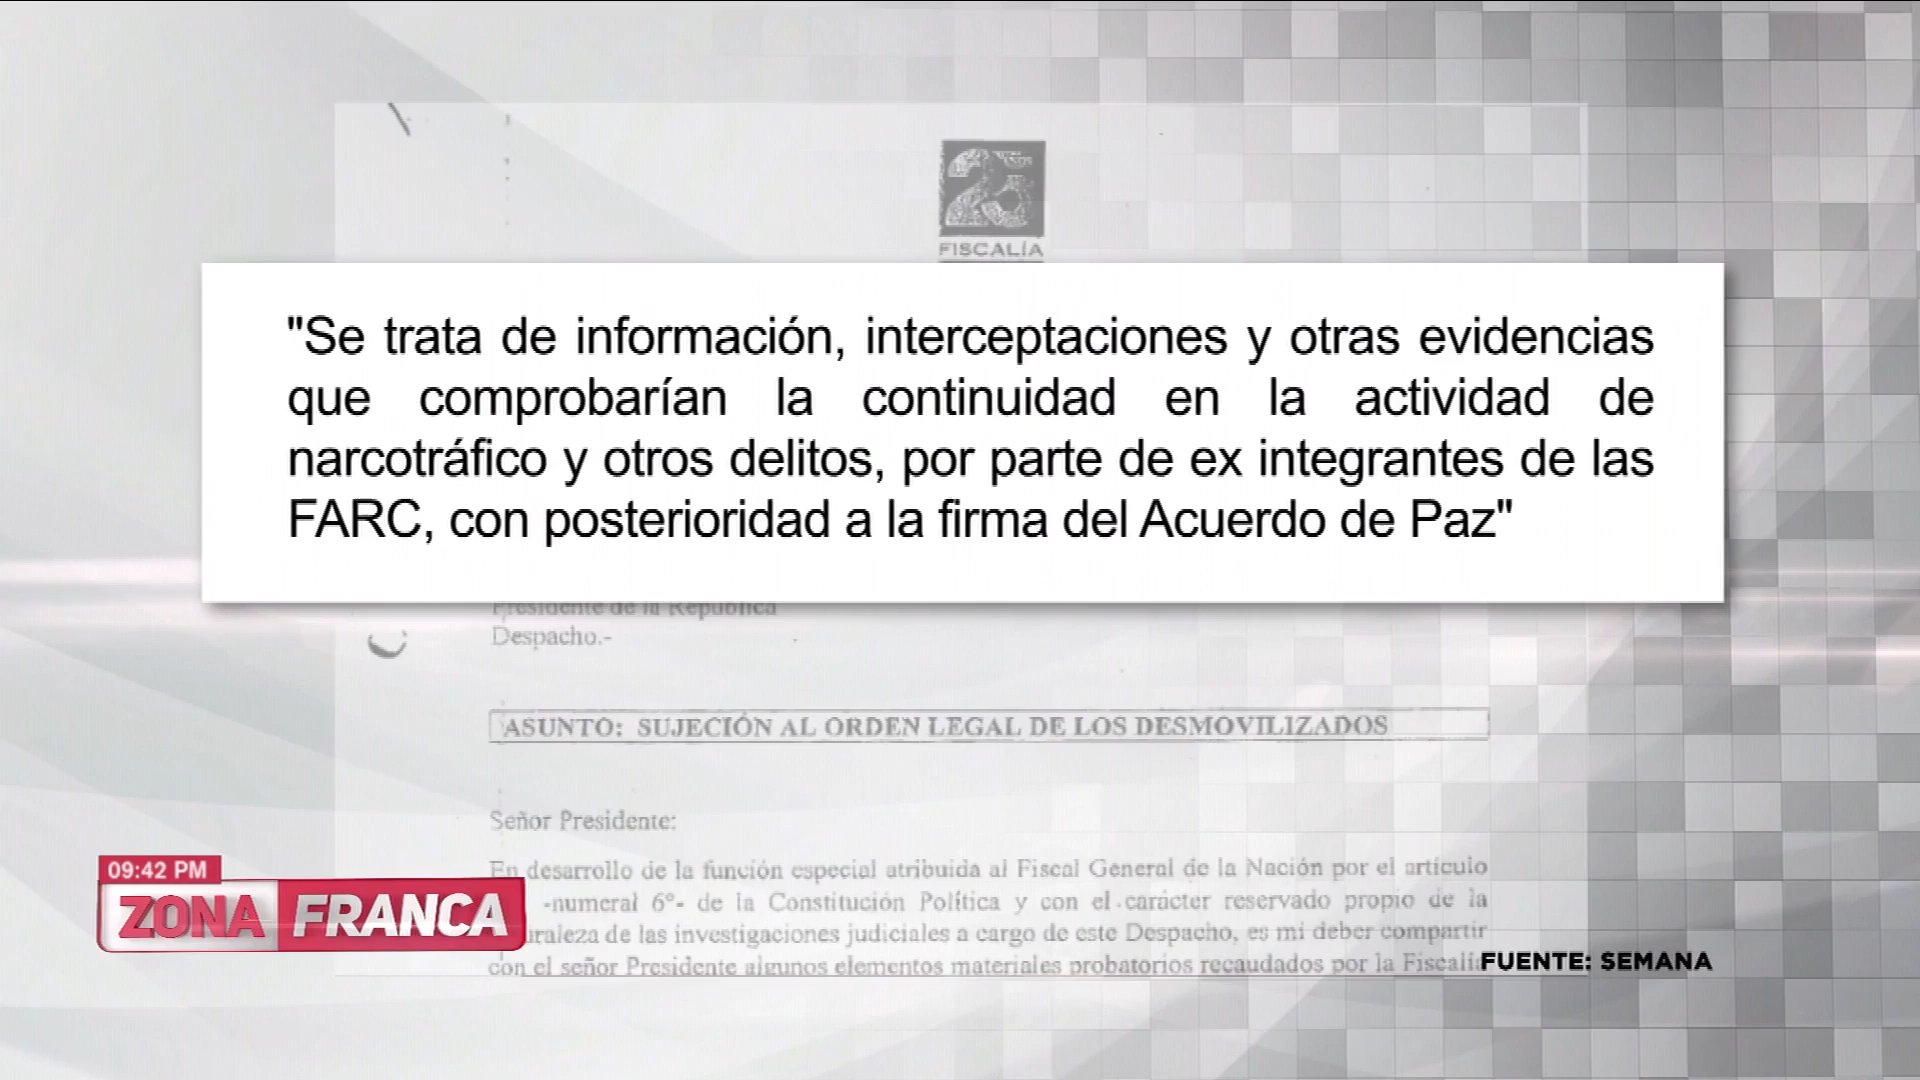 25
FISCALÍA
"Se trata de información, interceptaciones y otras evidencias
que comprobarían la continuidad en la actividad de
narcotráfico y otros delitos, por parte de ex integrantes de las
FARC, con posterioridad a la firma del Acuerdo de Paz"
Presidente de la República
Despacho.-
ASUNTO: SUJECIÓN AL ORDEN LEGAL DE LOS DESMOVILIZADOS
Señor Presidente:
En desarrollo de la función especial atribuida al Fiscal General de la Nación por el artículo
-numeral 6°- de la Constitución Política y con el carácter reservado propio de la
de las investigaciones judiciales a cargo de este Despacho, es mi deber compartir
con el señor Presidente algunos elementos materiales probatorios recaudados por la Fiscalía
09:42 PM
ZONA FRANCA
FUENTE: SEMANA